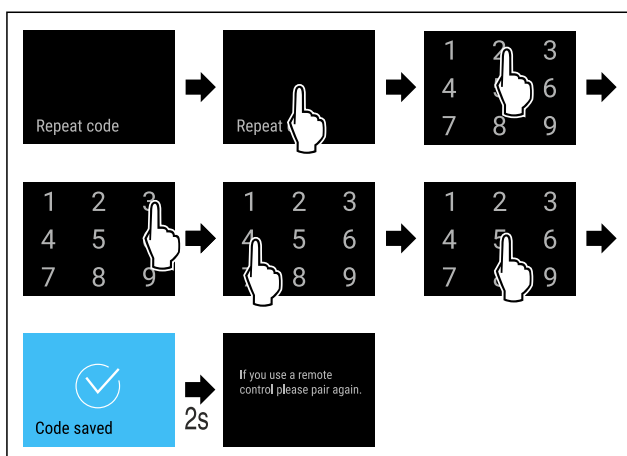 Repeat code
Repeat
1 2 3
4 6
7 8 9
1 2 3
4 5
7 8 9
1 2 3
4 5 6
8 9
1 2 3
4 5 6
7 9
Code saved
2s
If you use a remote
control please pair again.